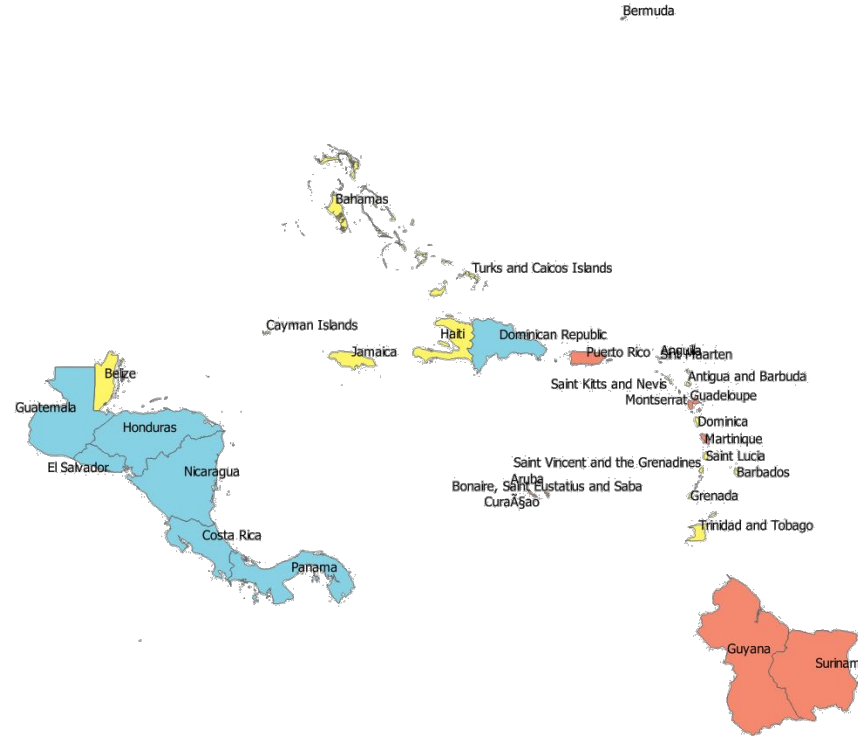 Bermuda
Bahamas
Turks and Caicos Islands
Cayman Islands
Haiti
Dominican Republic
Jamaica
Puerto Rico
Anguilla
Sint Maarten
Belize
Saint Kitts and Nevis
Antigua and Barbuda
Montserrat
Guadeloupe
Guatemala
Honduras
Dominica
Martinique
El Salvador
Nicaragua
Saint Vincent and the Grenadines
Saint Lucia
Barbados
Aruba
Bonaire, Saint Eustatius and Saba
CuraÃ§ao
Grenada
Costa Rica
Trinidad and Tobago
Panama
Guyana
Surinam